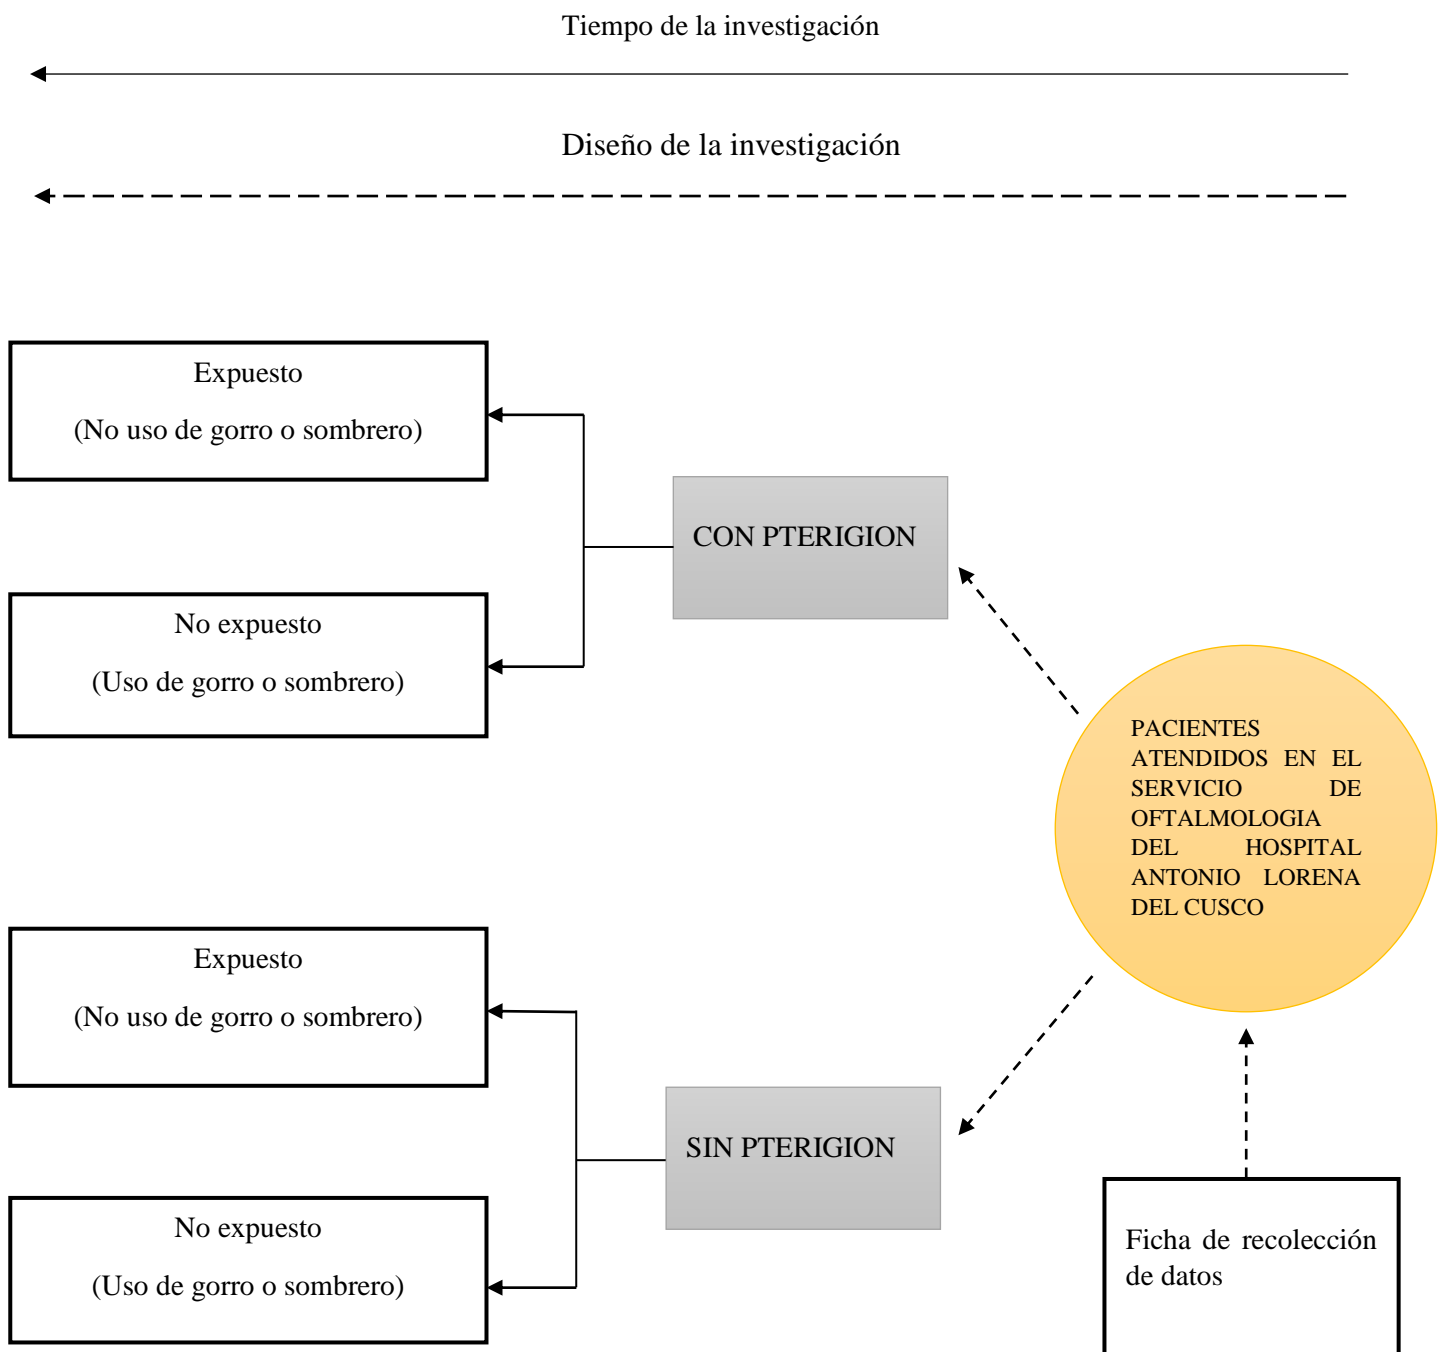 Tiempo de la investigación
Diseño de la investigación
Expuesto
(No uso de gorro o sombrero)
CON PTERIGION
No expuesto
(Uso de gorro o sombrero)
PACIENTES
ATENDIDOS EN EL
SERVICIO DE
OFTALMOLOGIA
DEL HOSPITAL
ANTONIO LORENA
DEL CUSCO
Expuesto
(No uso de gorro o sombrero)
SIN PTERIGION
No expuesto
(Uso de gorro o sombrero)
Ficha de recolección
de datos